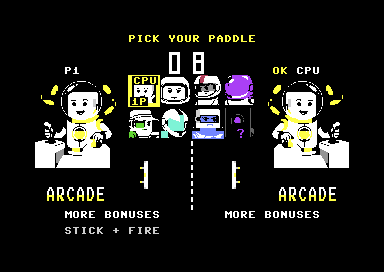 PICK YOUR PADDLE
08
P1
OK CPU
CPU
1P
?
ARCADE
ARCADE
MORE BONUSES
MORE BONUSES
STICK + FIRE